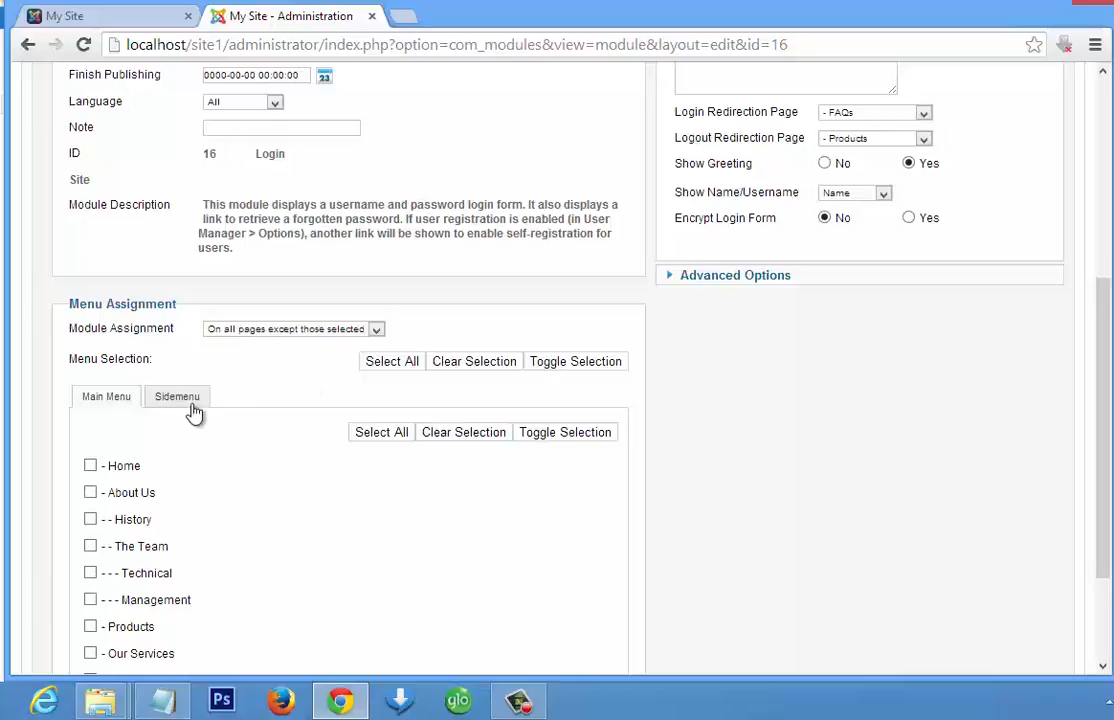 My Site
My Site - Administration
localhost/site1/administrator/index.php?option=com_modules&view=module&layout=edit&id=16
Finish Publishing 0000-00-00 00:00:00 23
Language All
Note
ID 16 Login
Site
Module Description This module displays a username and password login form. It also displays a
link to retrieve a forgotten password. If user registration is enabled (in User
Manager > Options), another link will be shown to enable self-registration for
users.
Login Redirection Page - FAQs
Logout Redirection Page - Products
Show Greeting No Yes
Show Name/Username Name
Encrypt Login Form No Yes
Advanced Options
Menu Assignment
Module Assignment On all pages except those selected
Menu Selection: Select All Clear Selection Toggle Selection
Main Menu Sidemenu
Select All Clear Selection Toggle Selection
- Home
- About Us
- - History
- - The Team
- - - Technical
- - - Management
- Products
- Our Services
Ps
glo